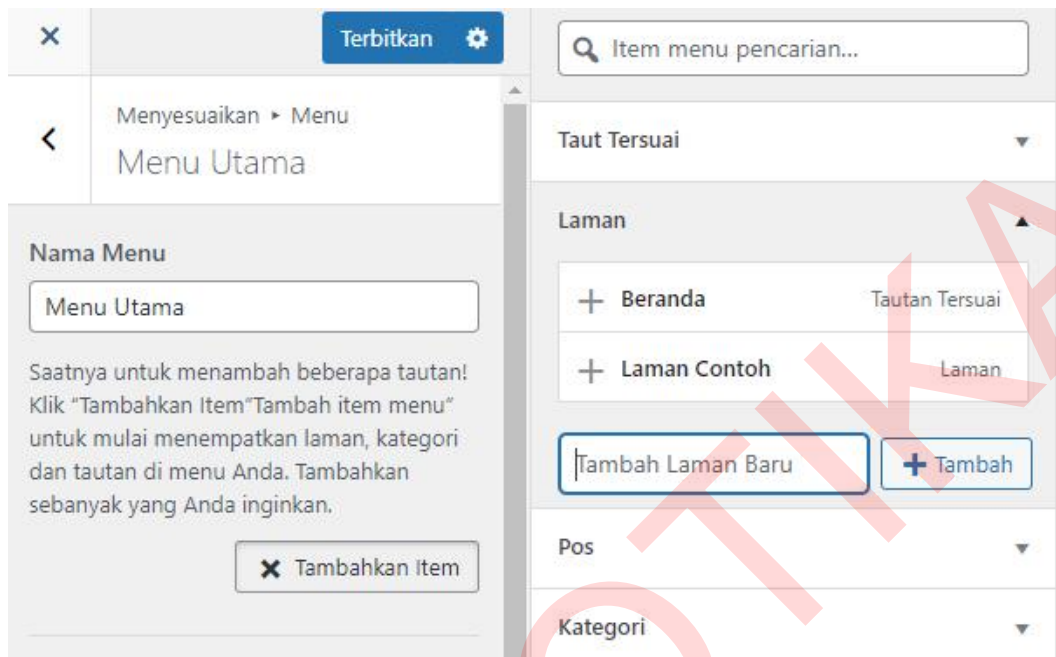 Terbitkan
Menyesuaikan ▸ Menu
Menu Utama
Nama Menu
Menu Utama
Saatnya untuk menambah beberapa tautan!
Klik “Tambahkan Item”Tambah item menu”
untuk mulai menempatkan laman, kategori
dan tautan di menu Anda. Tambahkan
sebanyak yang Anda inginkan.
Tambahkan Item
Item menu pencarian...
Taut Tersuai
Laman
Beranda Tautan Tersuai
Laman Contoh Laman
Tambah Laman Baru + Tambah
Pos
Kategori
OTIKA